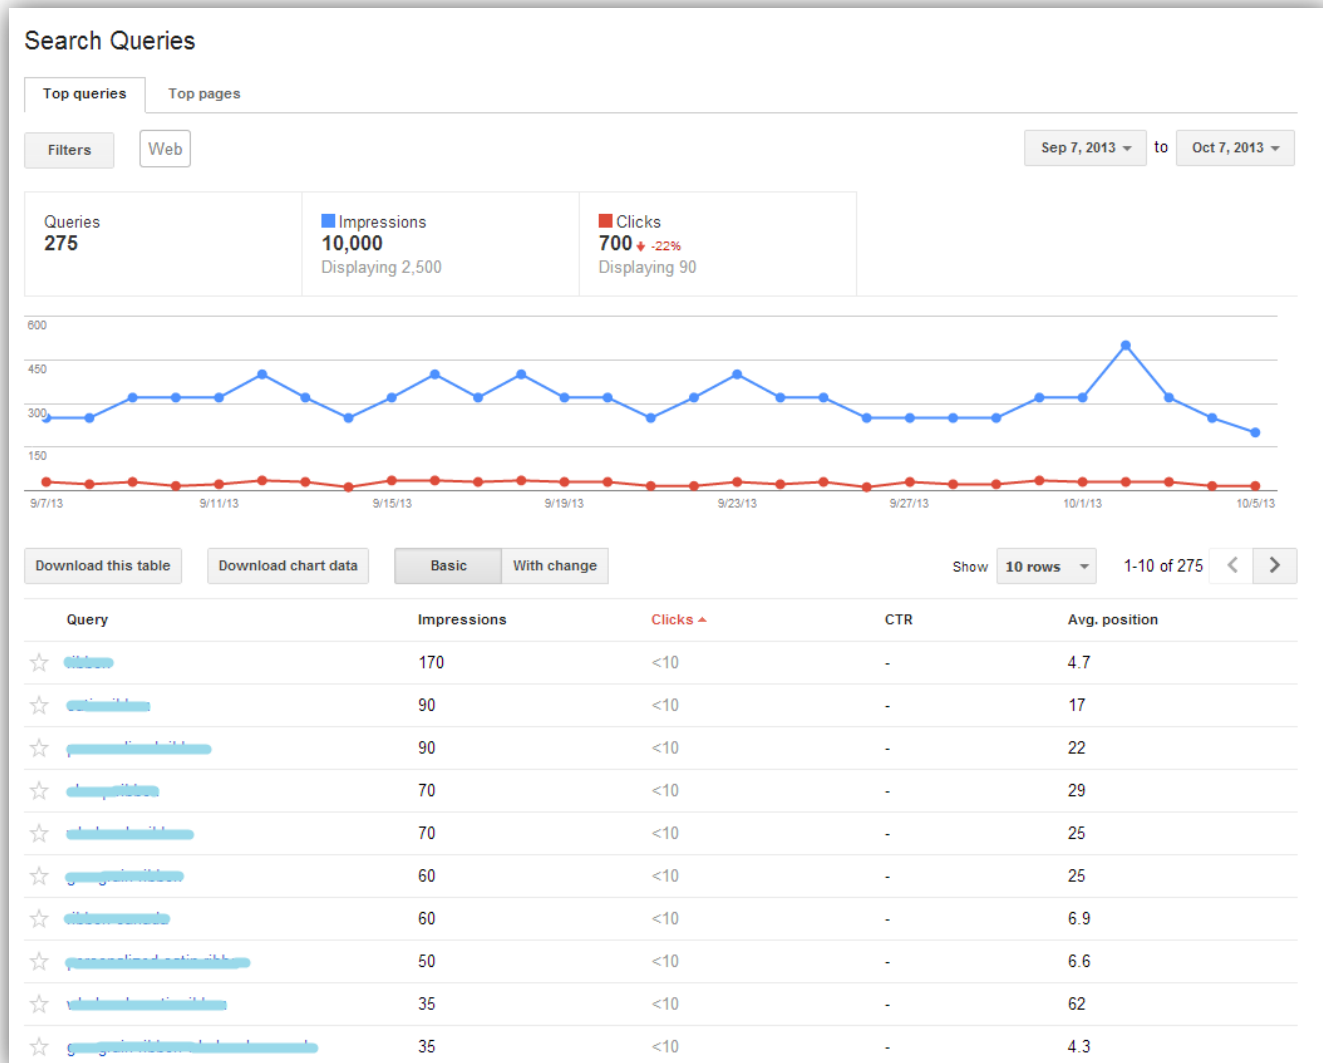 Search Queries
Top queries Top pages
Filters Web Sep 7, 2013 to Oct 7, 2013
Queries Impressions Clicks
275 10,000 700 -22%
Displaying 2,500 Displaying 90
600
450
300
150
9/7/13 9/11/13 9/15/13 9/19/13 9/23/13 9/27/13 10/1/13 10/5/13
Download this table Download chart data Basic With change Show 10 rows 1-10 of 275
Query Impressions Clicks CTR Avg. position
170 <10 - 4.7
90 <10 - 17
90 <10 - 22
70 <10 - 29
70 <10 - 25
60 <10 - 25
60 <10 - 6.9
50 <10 - 6.6
35 <10 - 62
35 <10 - 4.3